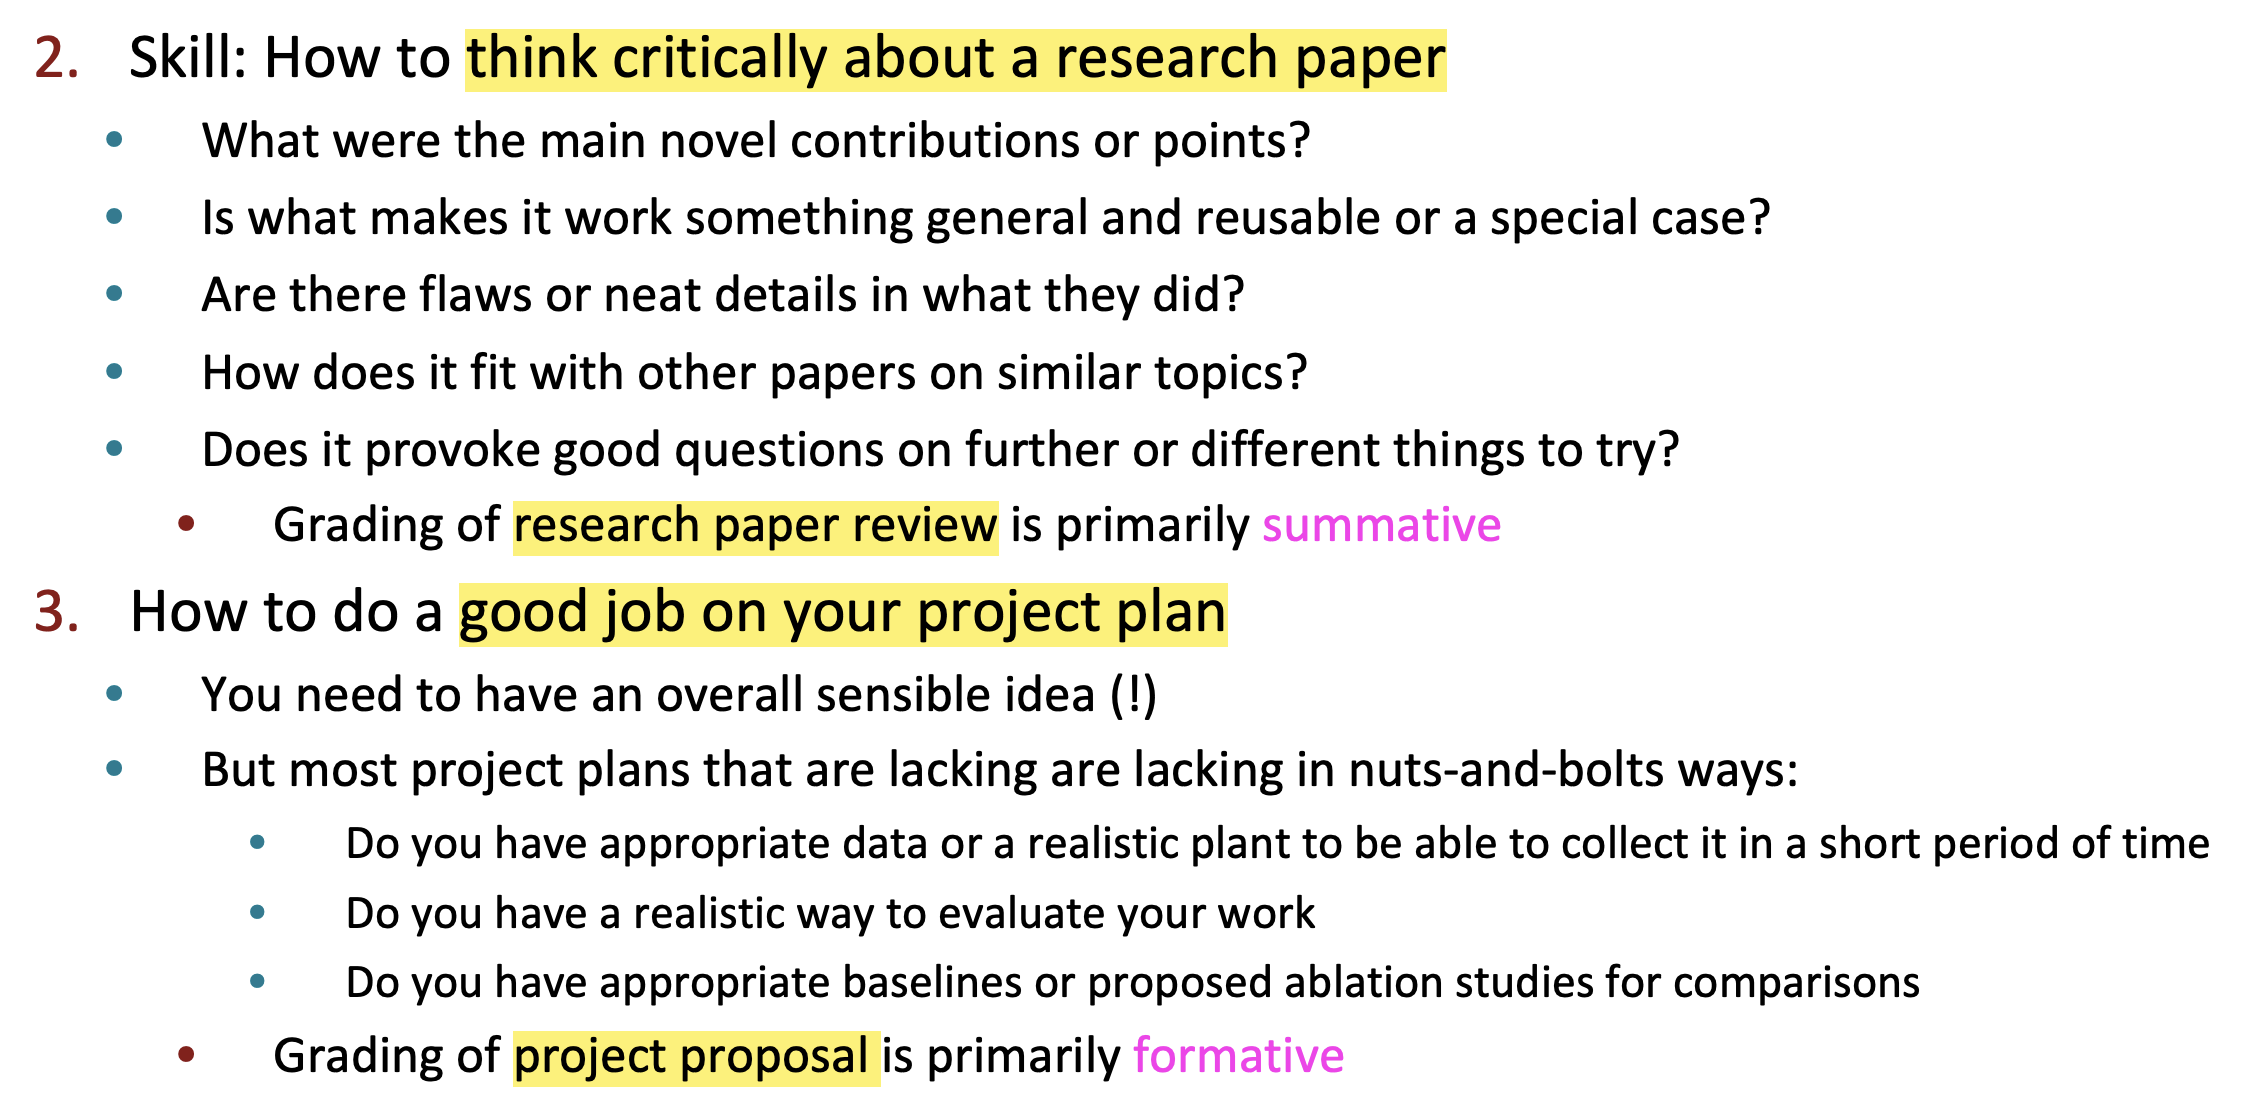 2. Skill: How to think critically about a research paper
• What were the main novel contributions or points?
• Is what makes it work something general and reusable or a special case?
• Are there flaws or neat details in what they did?
• How does it fit with other papers on similar topics?
• Does it provoke good questions on further or different things to try?
• Grading of research paper review is primarily summative
3. How to do a good job on your project plan
• You need to have an overall sensible idea (!)
• But most project plans that are lacking are lacking in nuts-and-bolts ways:
• Do you have appropriate data or a realistic plant to be able to collect it in a short period of time
• Do you have a realistic way to evaluate your work
• Do you have appropriate baselines or proposed ablation studies for comparisons
• Grading of project proposal is primarily formative